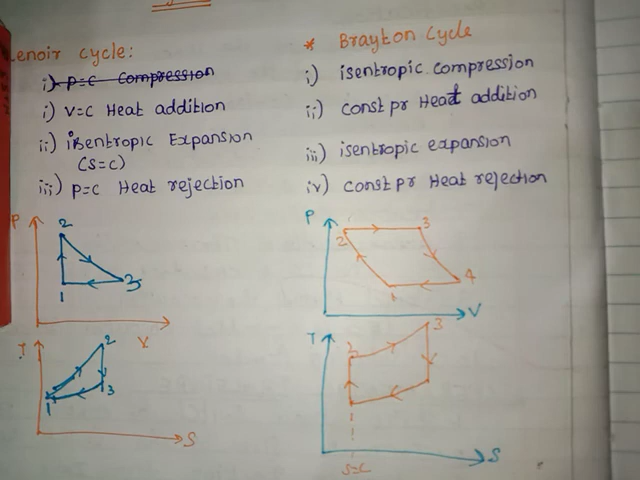 enoir cycle:
i) p=c Compression
i) V=c Heat addition
ii) isentropic Expansion
(S=c)
iii) p=c Heat rejection
P
2
1
3
V
T
2
1
3
S
* Brayton Cycle
i) isentropic compression
ii) const pr Heat addition
iii) isentropic expansion
iv) const pr Heat rejection
P
2
3
1
4
V
T
3
2
1
S=C
S